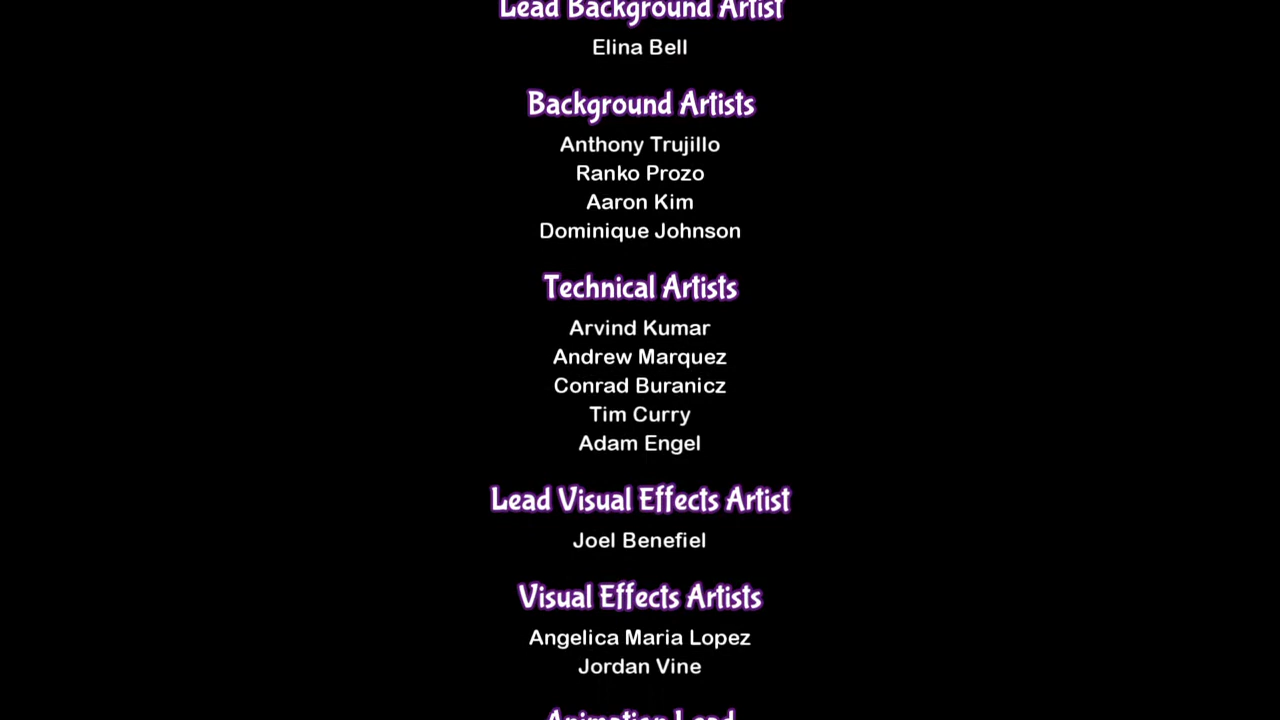 Lead Background Artist
Elina Bell
Background Artists
Anthony Trujillo
Ranko Prozo
Aaron Kim
Dominique Johnson
Technical Artists
Arvind Kumar
Andrew Marquez
Conrad Buranicz
Tim Curry
Adam Engel
Lead Visual Effects Artist
Joel Benefiel
Visual Effects Artists
Angelica Maria Lopez
Jordan Vine
Animation Lead